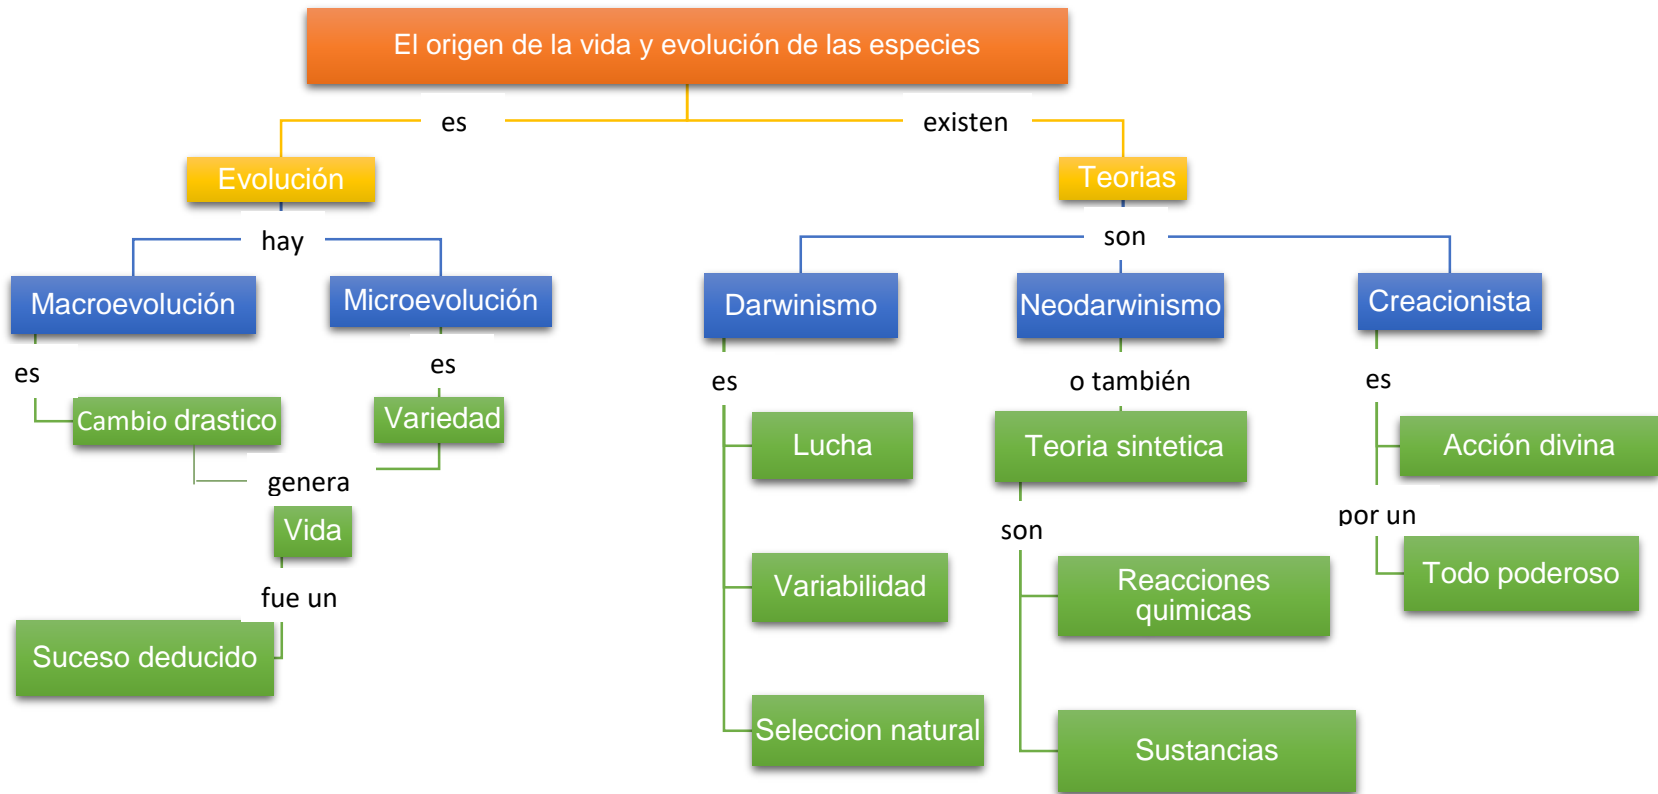 El origen de la vida y evolución de las especies
es
existen
Evolución
Teorias
hay
son
Macroevolución
Microevolución
Darwinismo
Neodarwinismo
Creacionista
es
es
es
o también
es
Cambio drastico
Variedad
Lucha
Teoria sintetica
Acción divina
genera
por un
Vida
son
Todo poderoso
fue un
Variabilidad
Reacciones
quimicas
Suceso deducido
Seleccion natural
Sustancias